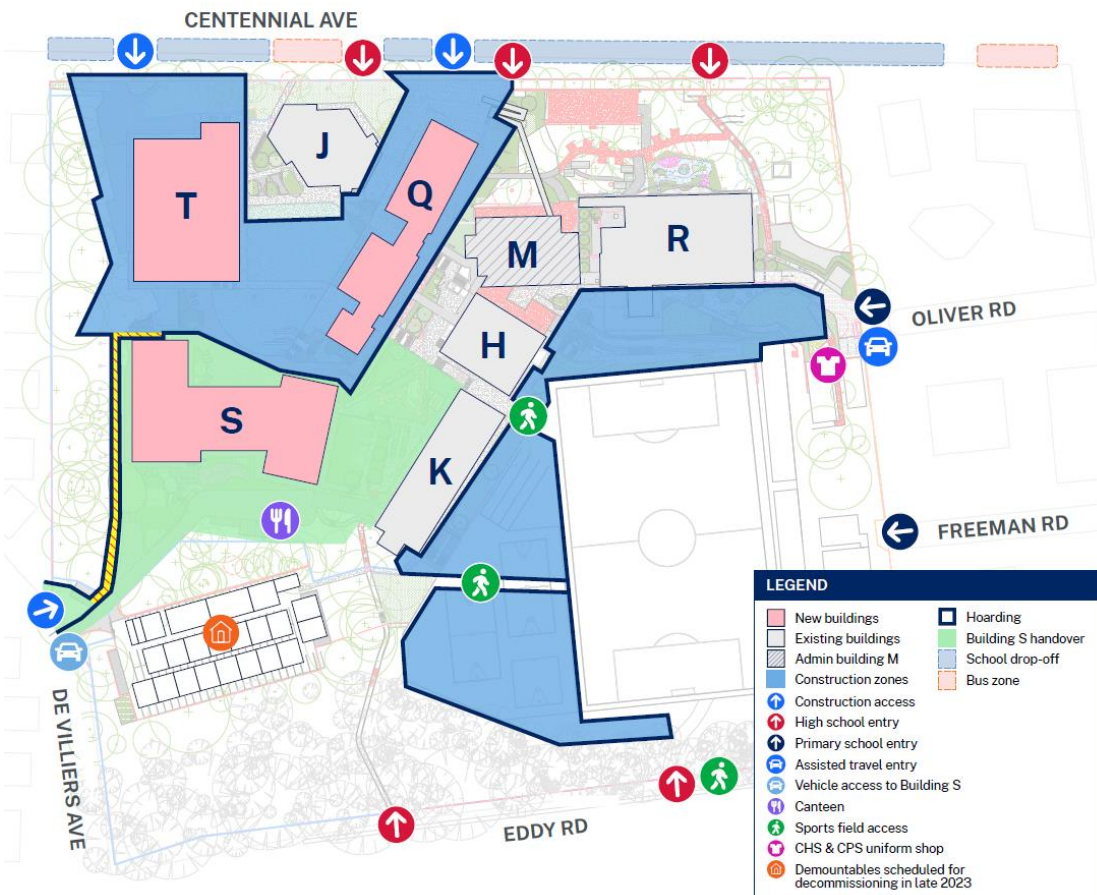 CENTENNIAL AVE
J
T
Q
M
R
OLIVER RD
H
S
K
FREEMAN RD
DE VILLIERS AVE
EDDY RD
LEGEND
New buildings
Existing buildings
Admin building M
Construction zones
Construction access
High school entry
Primary school entry
Assisted travel entry
Vehicle access to Building S
Canteen
Sports field access
CHS & CPS uniform shop
Demountables scheduled for
decommissioning in late 2023
Hoarding
Building S handover
School drop-off
Bus zone